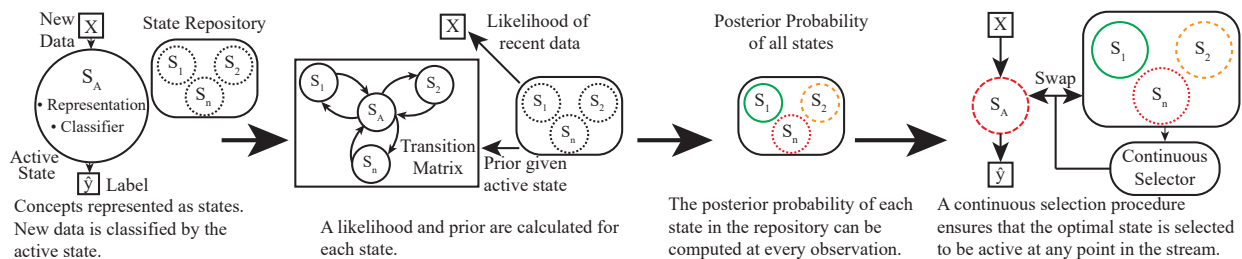 New
Data
X
State Repository
S_A
• Representation
• Classifier
S_1
S_2
S_n
Active
State
ŷ
Label
Concepts represented as states.
New data is classified by the
active state.
X
Likelihood of
recent data
S_1
S_2
S_A
S_n
Transition
Matrix
S_1
S_2
S_n
Prior given
active state
A likelihood and prior are calculated for
each state.
Posterior Probability
of all states
S_1
S_2
S_n
The posterior probability of each
state in the repository can be
computed at every observation.
X
S_A
ŷ
Swap
S_1
S_2
S_n
Continuous
Selector
A continuous selection procedure
ensures that the optimal state is selected
to be active at any point in the stream.